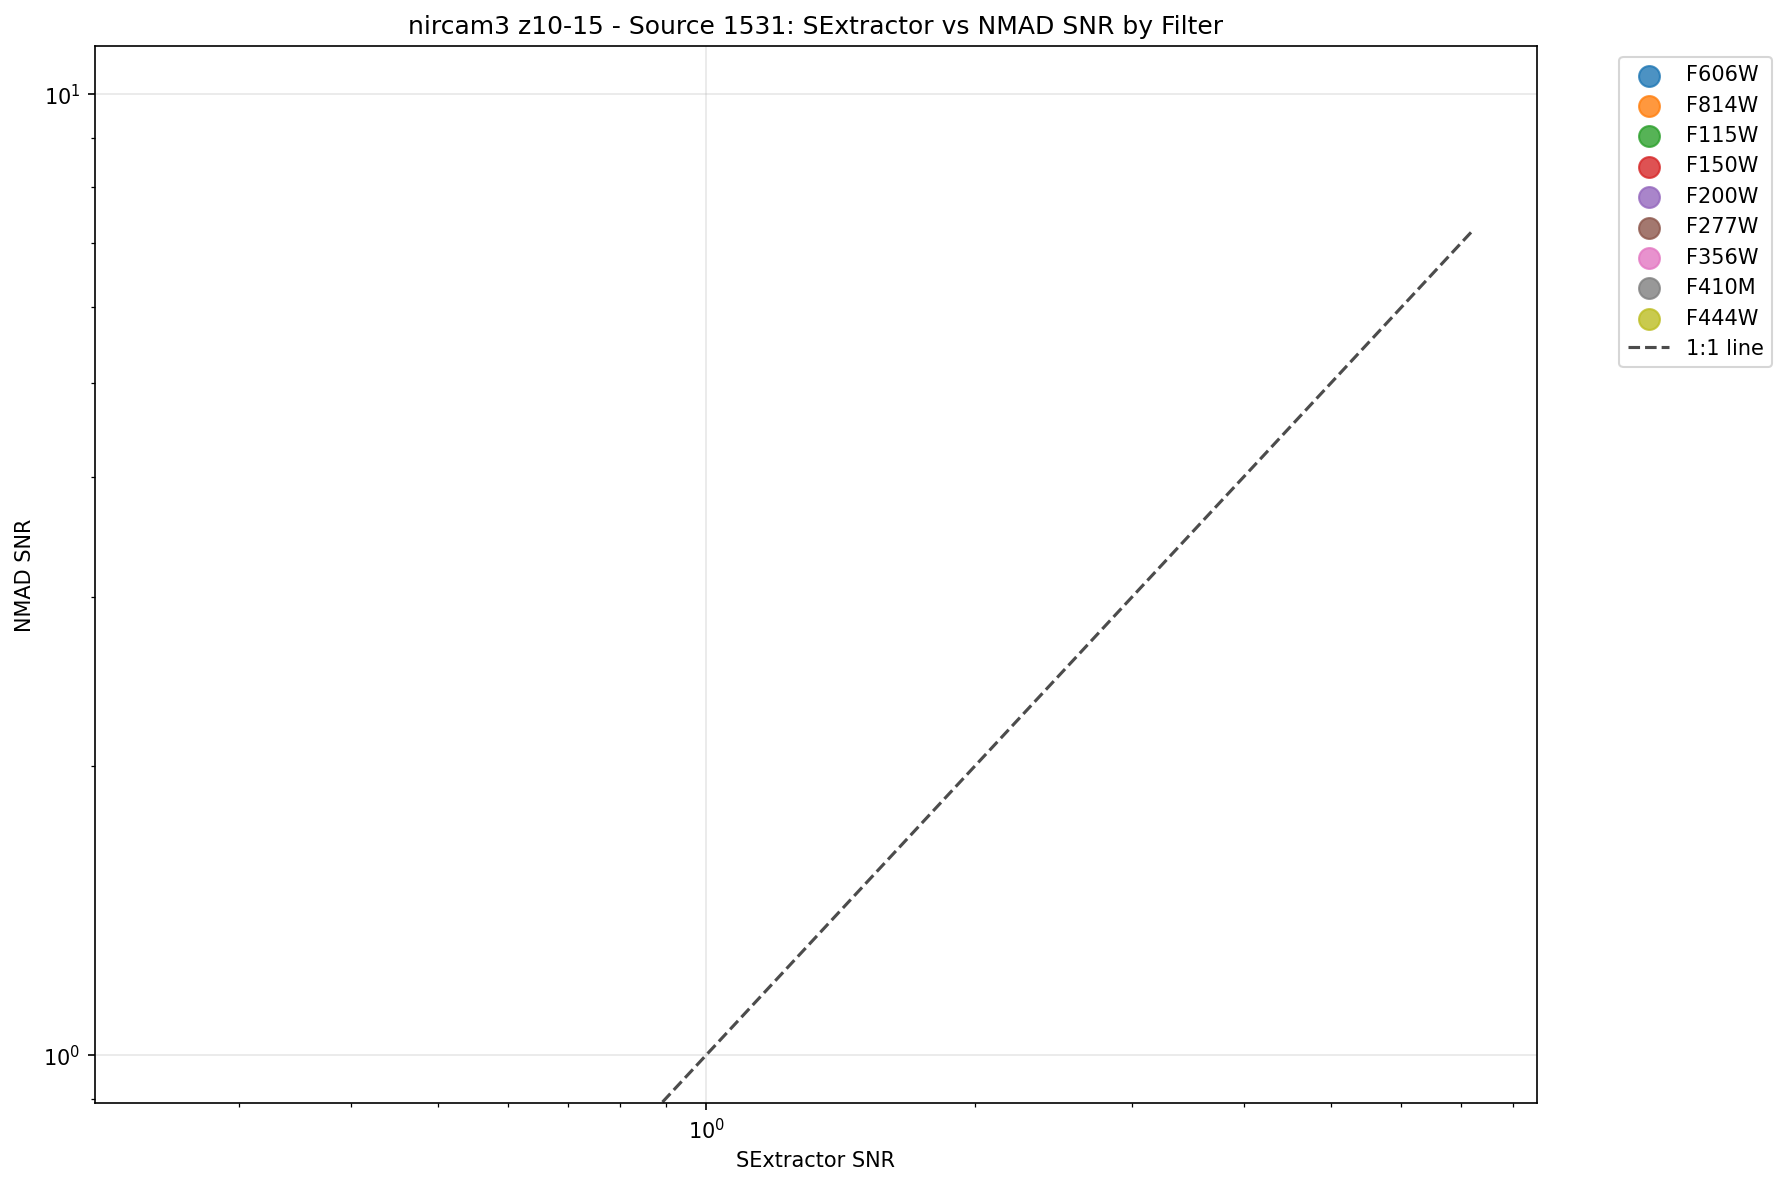 nircam3 z10-15 - Source 1531: SExtractor vs NMAD SNR by Filter
10¹
10⁰
NMAD SNR
10⁰
SExtractor SNR
F606W
F814W
F115W
F150W
F200W
F277W
F356W
F410M
F444W
1:1 line